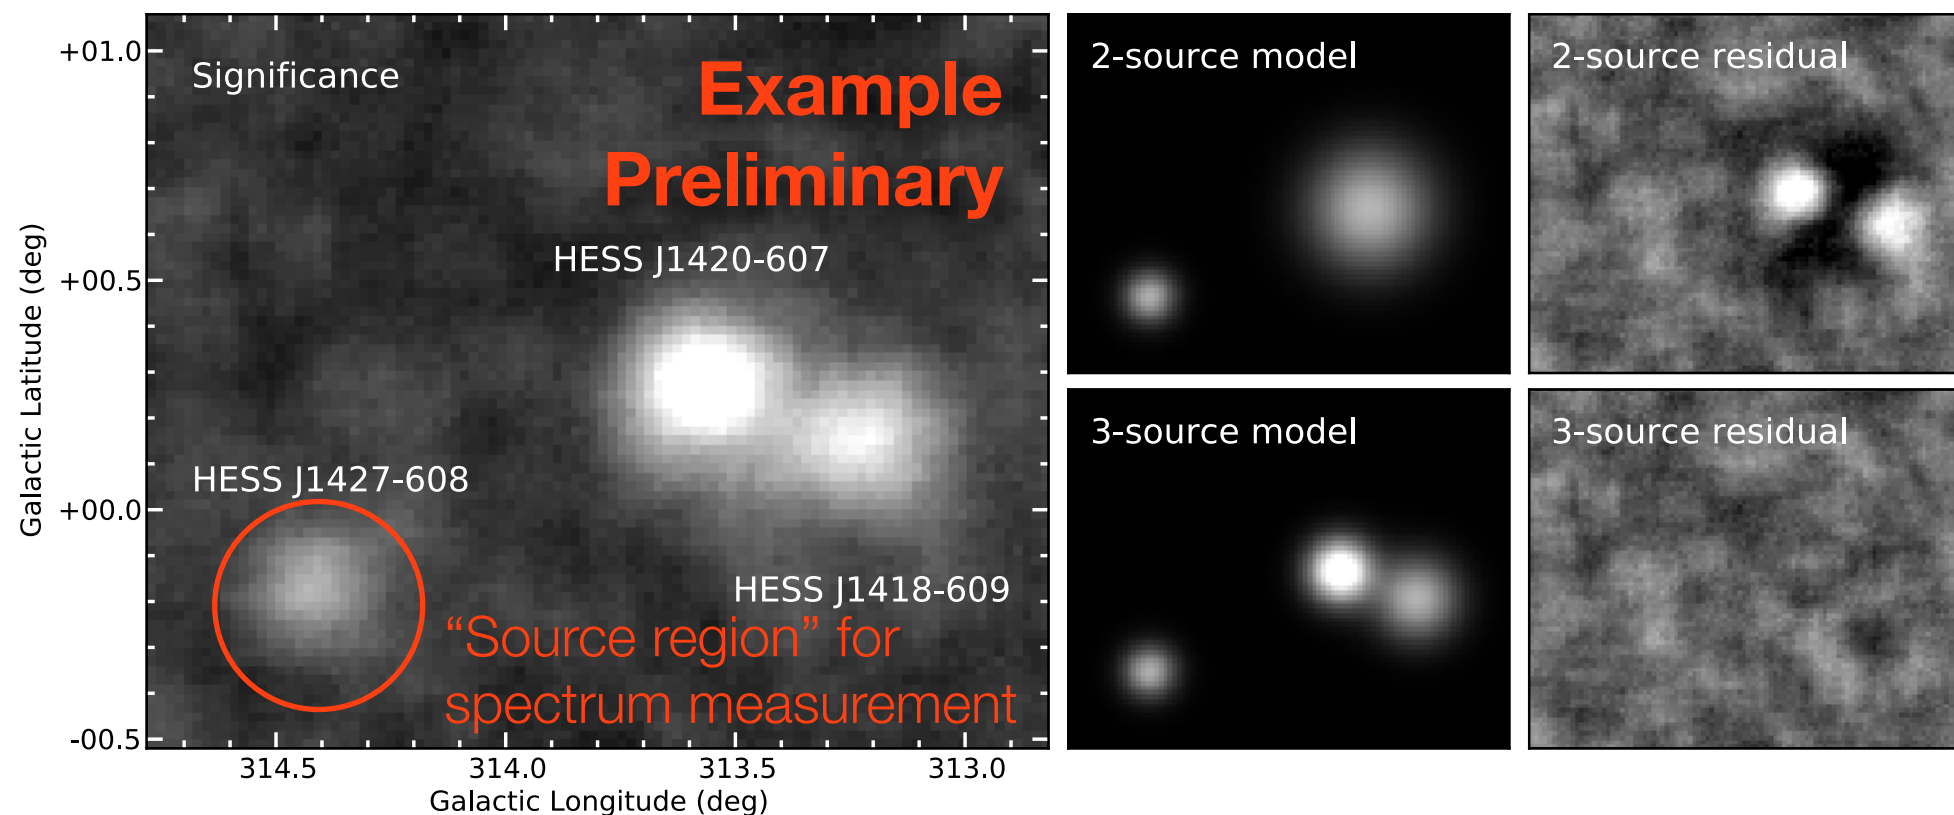 Significance
Example
Preliminary
HESS J1420-607
HESS J1427-608
HESS J1418-609
“Source region” for
spectrum measurement
+01.0
+00.5
+00.0
-00.5
Galactic Latitude (deg)
314.5 314.0 313.5 313.0
Galactic Longitude (deg)
2-source model
2-source residual
3-source model
3-source residual